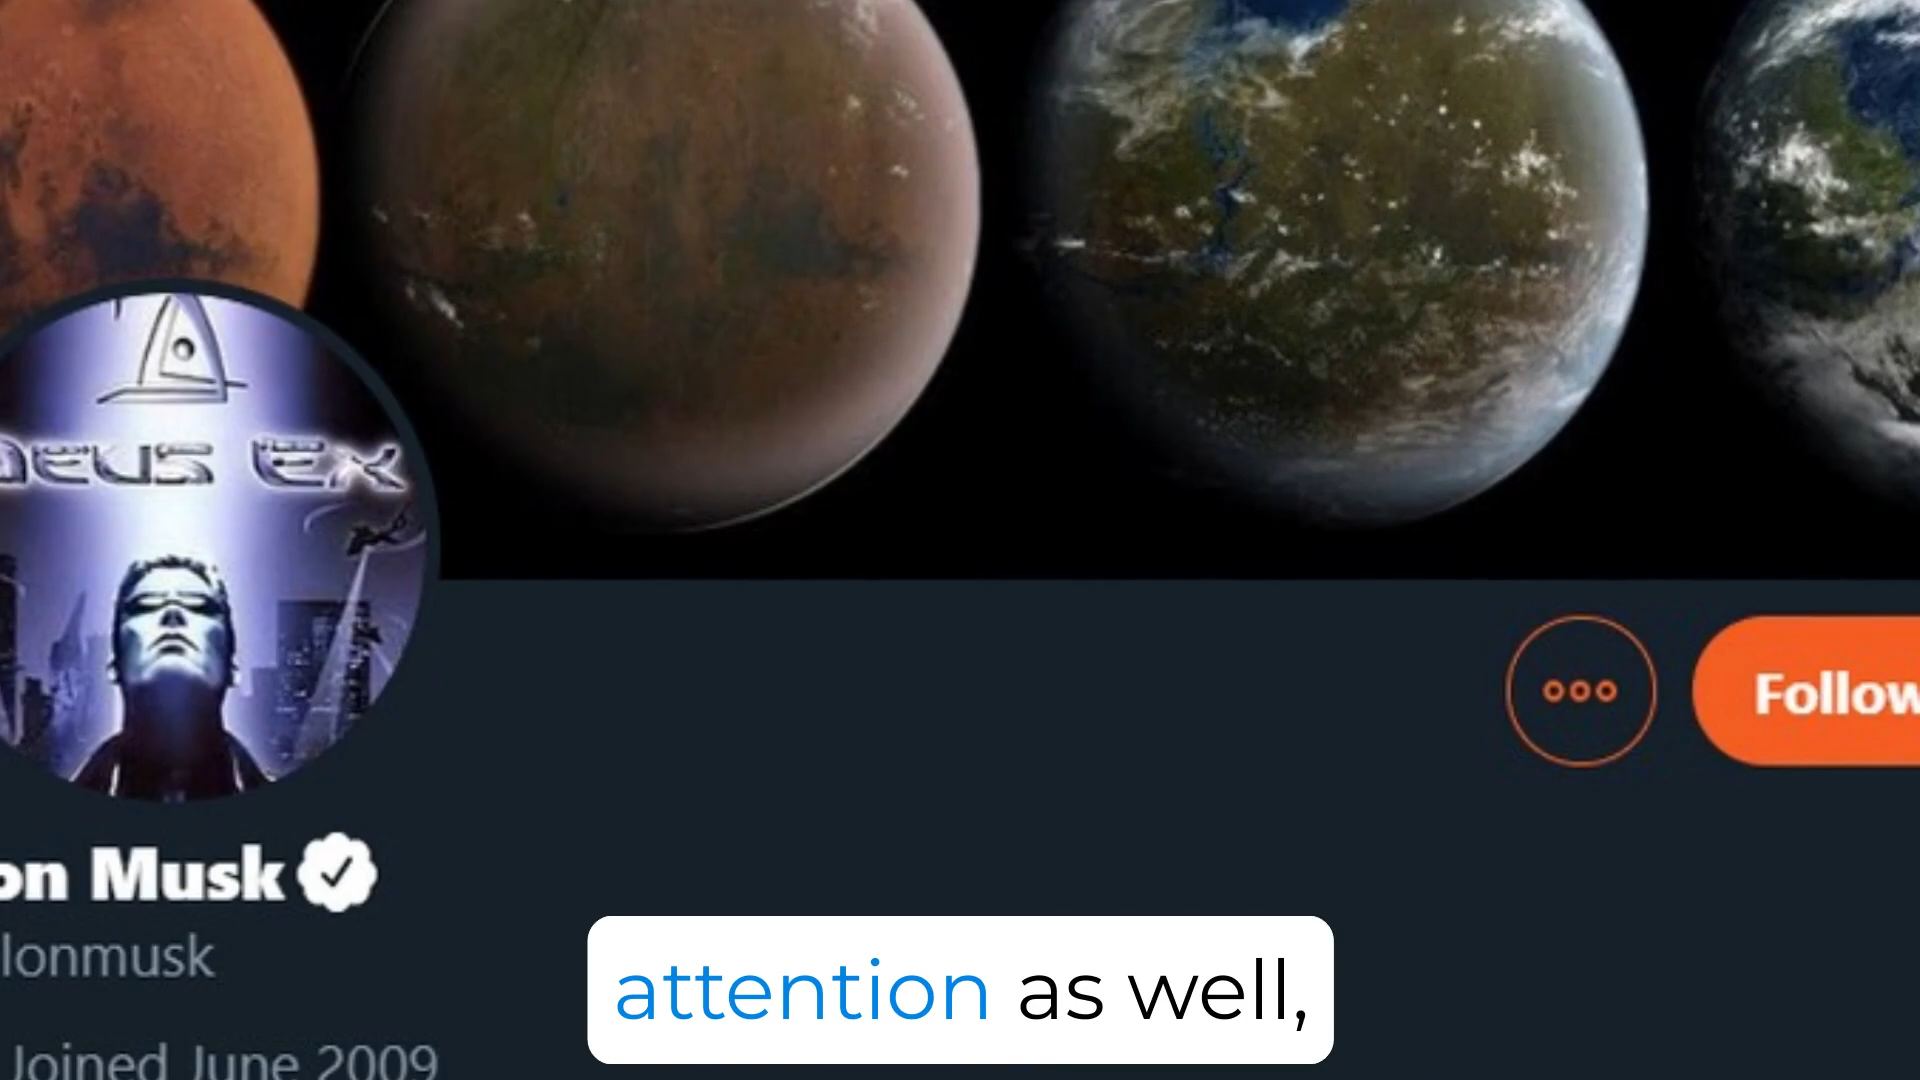 DEUS EX
Follow
on Musk
lonmusk
Joined June 2009
attention as well,